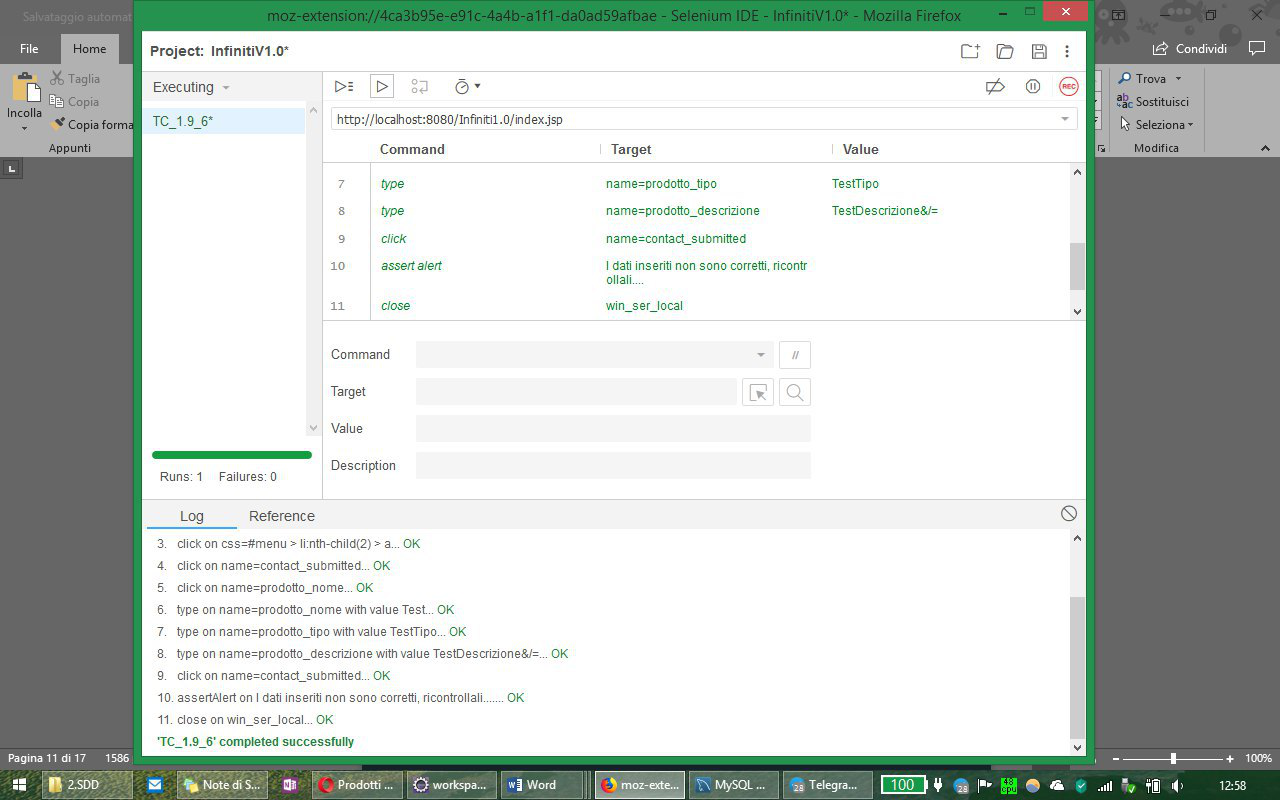 moz-extension://4ca3b95e-e91c-4a4b-a1f1-da0ad59afbae - Selenium IDE - InfinitiV1.0* - Mozilla Firefox
Salvataggio automat
File
Home
Condividi
Taglia
Copia
Copia forma
Incolla
Appunti
Trova
Sostituisci
Seleziona
Modifica
Project: InfinitiV1.0*
Executing
REC
TC_1.9_6*
http://localhost:8080/Infiniti1.0/index.jsp
Command Target Value
7 type name=prodotto_tipo TestTipo
8 type name=prodotto_descrizione TestDescrizione&/=
9 click name=contact_submitted
10 assert alert I dati inseriti non sono corretti, ricontr
ollali....
11 close win_ser_local
Command
//
Target
Value
Description
Runs: 1 Failures: 0
Log Reference
3. click on css=#menu > li:nth-child(2) > a... OK
4. click on name=contact_submitted... OK
5. click on name=prodotto_nome... OK
6. type on name=prodotto_nome with value Test... OK
7. type on name=prodotto_tipo with value TestTipo... OK
8. type on name=prodotto_descrizione with value TestDescrizione&/=... OK
9. click on name=contact_submitted... OK
10. assertAlert on I dati inseriti non sono corretti, ricontrollali....... OK
11. close on win_ser_local... OK
'TC_1.9_6' completed successfully
Pagina 11 di 17 1586
100%
2.SDD
Note di S...
Prodotti ...
workspa...
Word
moz-exte...
MySQL ...
28
Telegra...
100
28
12:58